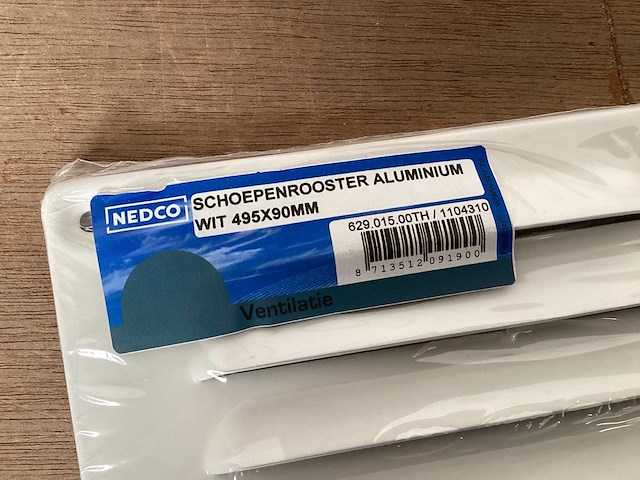 NEDCO
SCHOEPENROOSTER ALUMINIUM
WIT 495X90MM
629.015.00TH / 1104310
8 713512 091900
Ventilatie